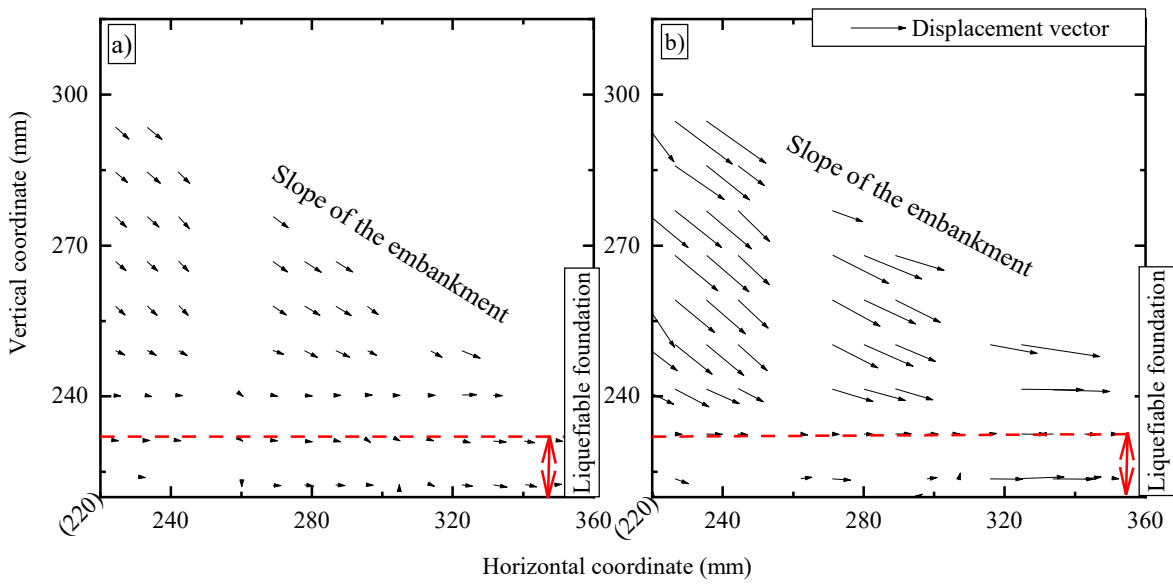 a)
b)
Displacement vector
300
270
240
(220)
240
280
320
360
Vertical coordinate (mm)
Slope of the embankment
Liquefiable foundation
300
270
240
(220)
240
280
320
360
Slope of the embankment
Liquefiable foundation
Horizontal coordinate (mm)